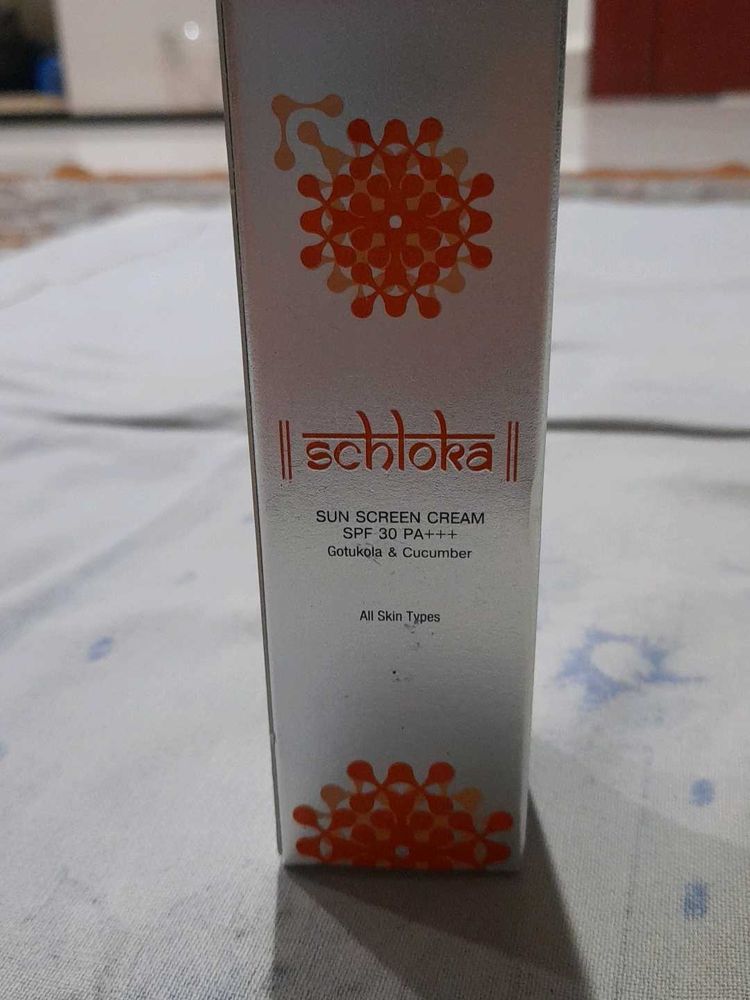 schloka
SUN SCREEN CREAM
SPF 30 PA+++
Gotukola & Cucumber
All Skin Types